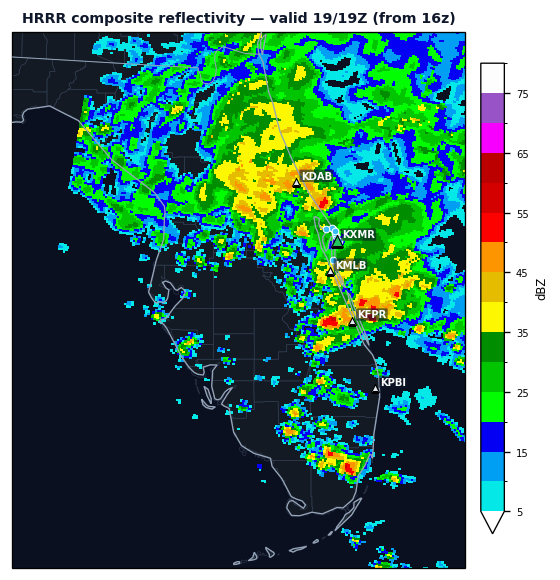 HRRR composite reflectivity — valid 19/19Z (from 16z)
75
65
55
45
35
25
15
5
dBZ
KDAB
KXMR
KMLB
KFPR
KPBI